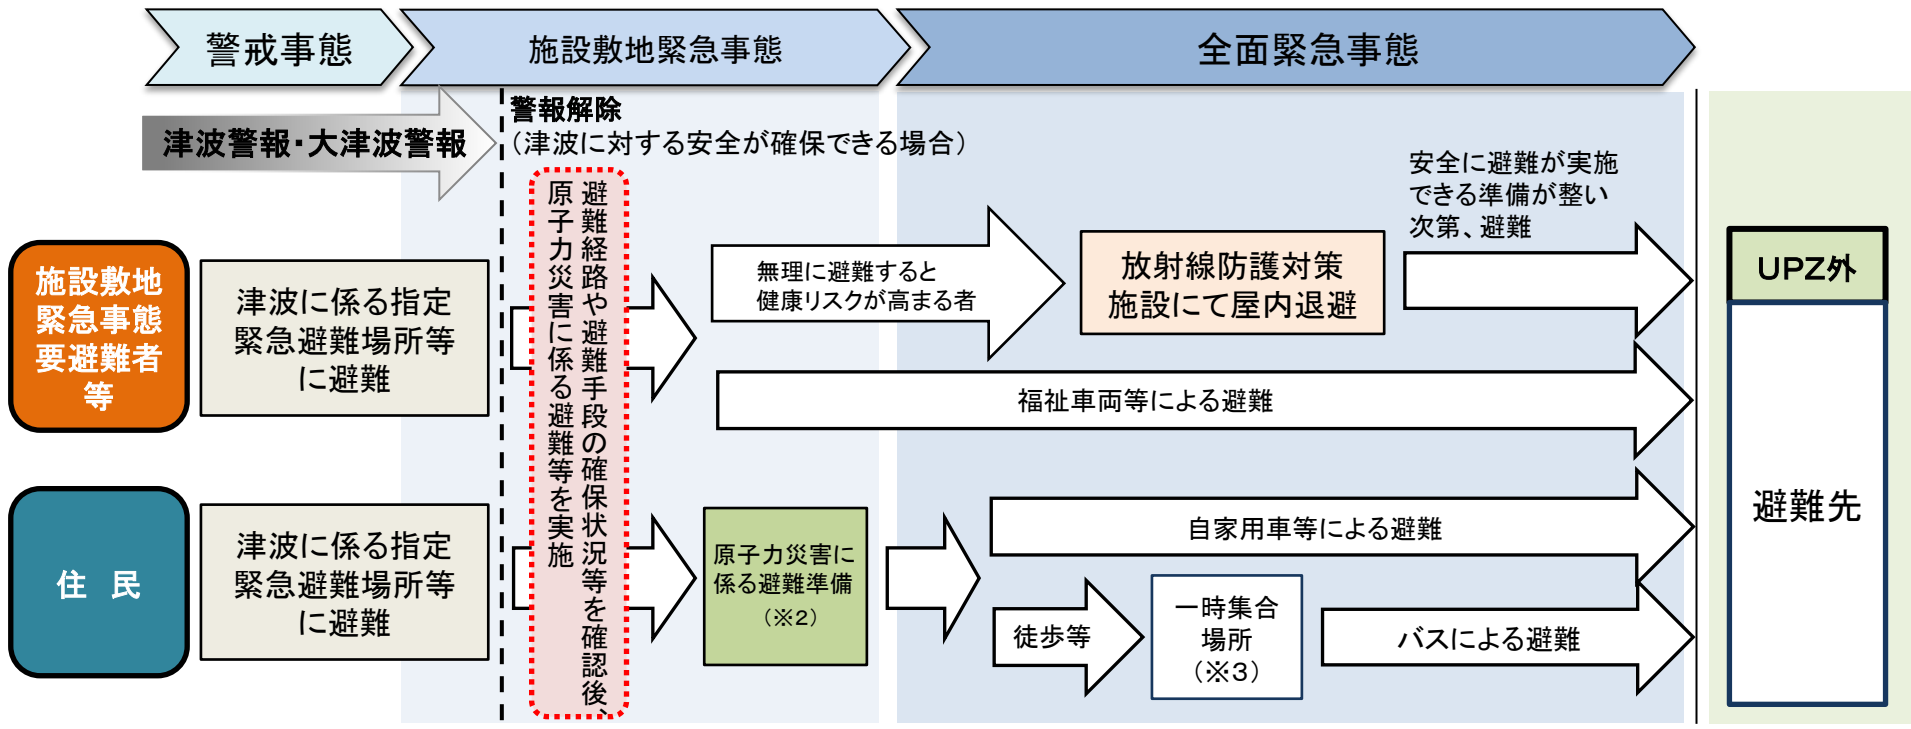 警戒事態
施設敷地緊急事態
全面緊急事態
津波警報・大津波警報
警報解除
（津波に対する安全が確保できる場合）
避難経路や避難手段の確保状況等を確認後、
原子力災害に係る避難等を実施
施設敷地
緊急事態
要避難者
等
津波に係る指定
緊急避難場所等
に避難
無理に避難すると
健康リスクが高まる者
放射線防護対策
施設にて屋内退避
安全に避難が実施
できる準備が整い
次第、避難
福祉車両等による避難
UPZ外
避難先
住　民
津波に係る指定
緊急避難場所等
に避難
原子力災害に
係る避難準備
（※2）
自家用車等による避難
徒歩等
一時集合
場所
（※3）
バスによる避難